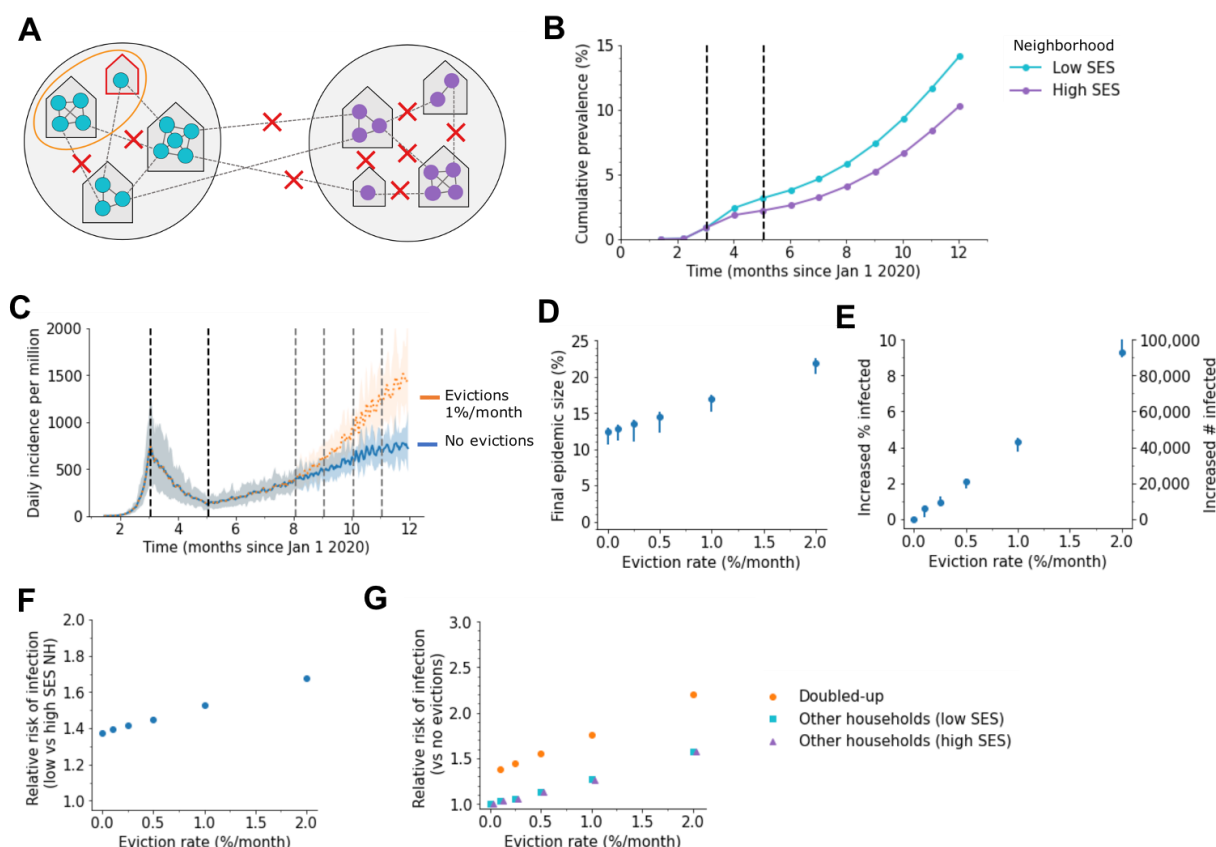 A
B
Cumulative prevalence (%)
15
10
5
0
0
2
4
6
8
10
12
Time (months since Jan 1 2020)
Neighborhood
Low SES
High SES
C
Daily incidence per million
2000
1500
1000
500
0
2
4
6
8
10
12
Time (months since Jan 1 2020)
Evictions
1%/month
No evictions
D
Final epidemic size (%)
25
20
15
10
5
0
0.0
0.5
1.0
1.5
2.0
Eviction rate (%/month)
E
Increased % infected
10
8
6
4
2
0
0.0
0.5
1.0
1.5
2.0
Eviction rate (%/month)
100,000
80,000
60,000
40,000
20,000
0
Increased # infected
F
Relative risk of infection
(low vs high SES NH)
2.0
1.8
1.6
1.4
1.2
1.0
0.0
0.5
1.0
1.5
2.0
Eviction rate (%/month)
G
Relative risk of infection
(vs no evictions)
3.0
2.5
2.0
1.5
1.0
0.0
0.5
1.0
1.5
2.0
Eviction rate (%/month)
Doubled-up
Other households (low SES)
Other households (high SES)